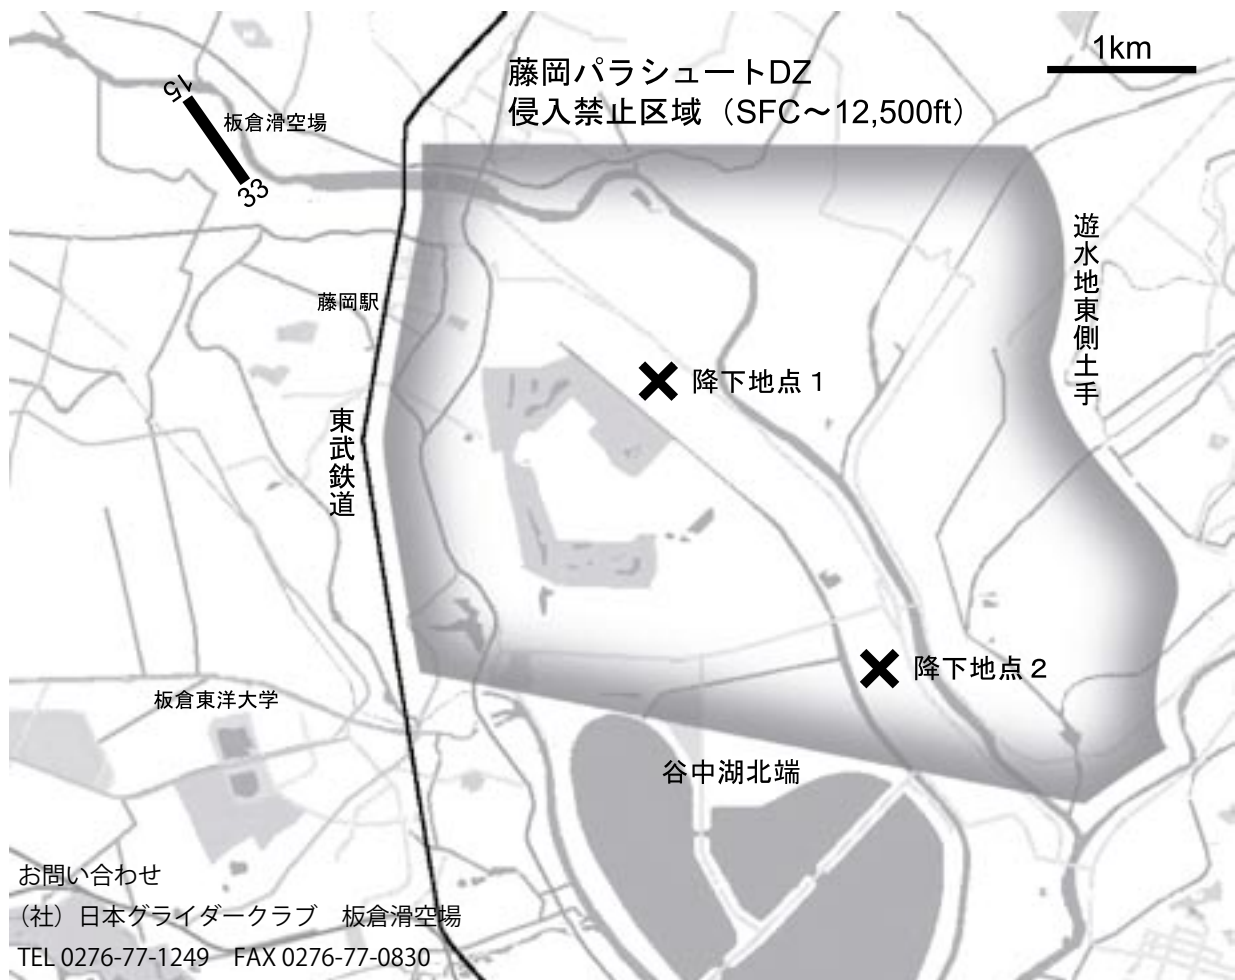 藤岡パラシュートDZ
侵入禁止区域（SFC～12,500ft）
1km
15
板倉滑空場
33
遊水地東側土手
藤岡駅
降下地点１
東武鉄道
降下地点２
板倉東洋大学
谷中湖北端
お問い合わせ
（社）日本グライダークラブ　板倉滑空場
TEL 0276-77-1249　FAX 0276-77-0830